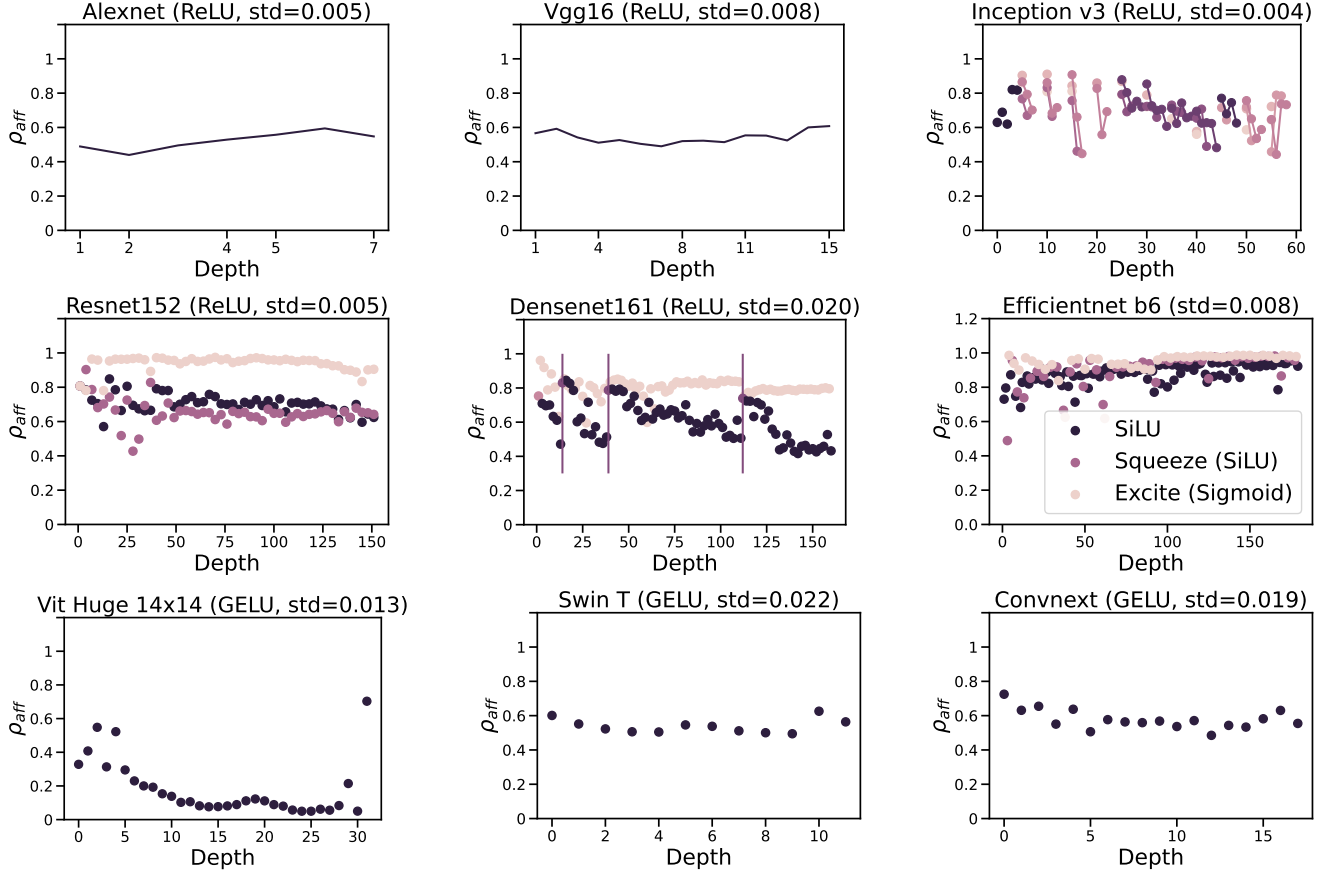 Alexnet (ReLU, std=0.005)
1
0.8
0.6
0.4
0.2
0
ρaff
1 2 4 5 7
Depth
Vgg16 (ReLU, std=0.008)
1
0.8
0.6
0.4
0.2
0
ρaff
1 4 8 11 15
Depth
Inception v3 (ReLU, std=0.004)
1
0.8
0.6
0.4
0.2
0
ρaff
0 10 20 30 40 50 60
Depth
Resnet152 (ReLU, std=0.005)
1
0.8
0.6
0.4
0.2
0
ρaff
0 25 50 75 100 125 150
Depth
Densenet161 (ReLU, std=0.020)
1
0.8
0.6
0.4
0.2
0
ρaff
0 25 50 75 100 125 150
Depth
Efficientnet b6 (std=0.008)
1.2
1.0
0.8
0.6
0.4
0.2
0.0
ρaff
SiLU
Squeeze (SiLU)
Excite (Sigmoid)
0 50 100 150
Depth
Vit Huge 14x14 (GELU, std=0.013)
1
0.8
0.6
0.4
0.2
0
ρaff
0 5 10 15 20 25 30
Depth
Swin T (GELU, std=0.022)
1
0.8
0.6
0.4
0.2
0
ρaff
0 2 4 6 8 10
Depth
Convnext (GELU, std=0.019)
1
0.8
0.6
0.4
0.2
0
ρaff
0 5 10 15
Depth